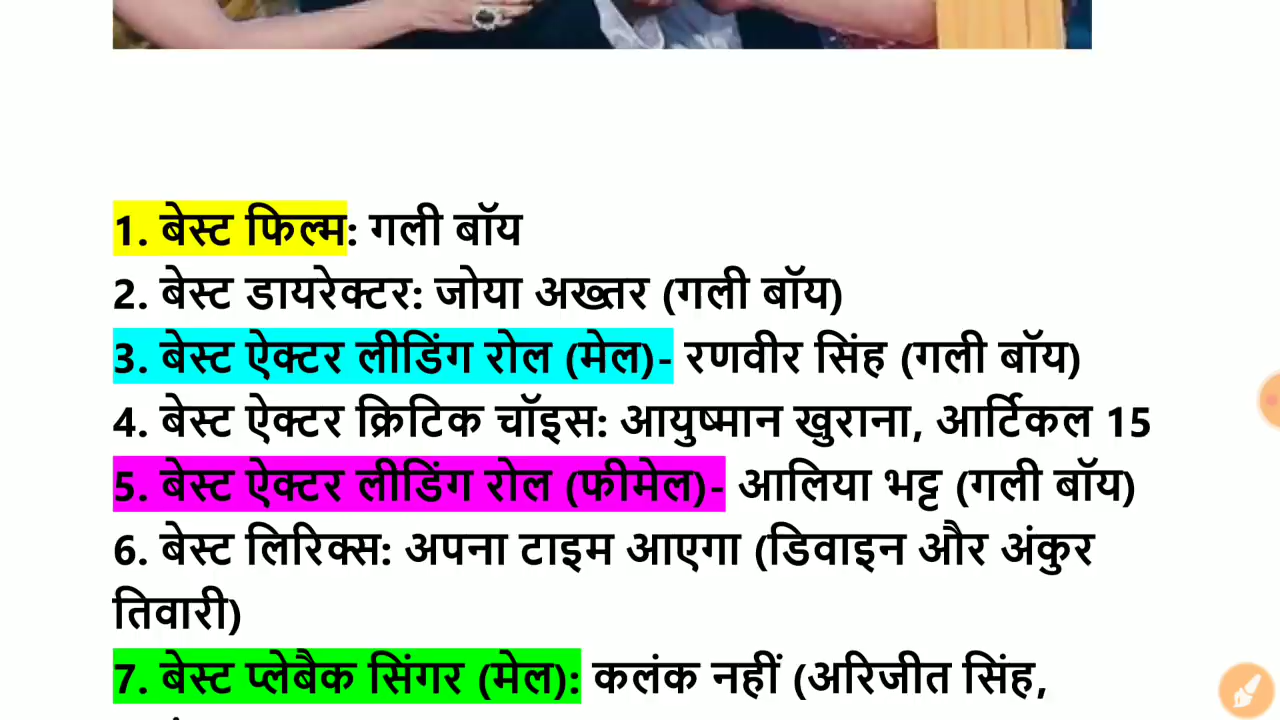 1. बेस्ट फिल्म: गली बॉय
2. बेस्ट डायरेक्टर: जोया अख्तर (गली बॉय)
3. बेस्ट ऐक्टर लीडिंग रोल (मेल)- रणवीर सिंह (गली बॉय)
4. बेस्ट ऐक्टर क्रिटिक चॉइस: आयुष्मान खुराना, आर्टिकल 15
5. बेस्ट ऐक्टर लीडिंग रोल (फीमेल)- आलिया भट्ट (गली बॉय)
6. बेस्ट लिरिक्स: अपना टाइम आएगा (डिवाइन और अंकुर
तिवारी)
7. बेस्ट प्लेबैक सिंगर (मेल): कलंक नहीं (अरिजीत सिंह,